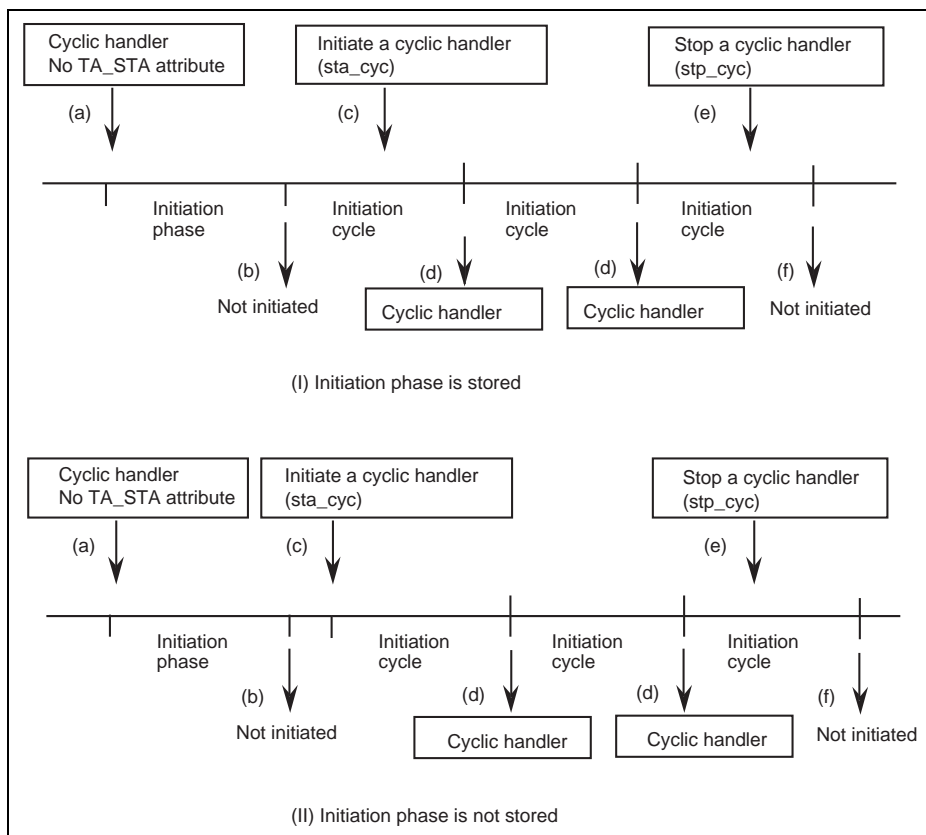 Cyclic handler
No TA_STA attribute
Initiate a cyclic handler
(sta_cyc)
Stop a cyclic handler
(stp_cyc)
(a)
(c)
(e)
Initiation
phase
Initiation
cycle
Initiation
cycle
Initiation
cycle
(b)
(d)
(d)
(f)
Not initiated
Cyclic handler
Cyclic handler
Not initiated
(I) Initiation phase is stored
Cyclic handler
No TA_STA attribute
Initiate a cyclic handler
(sta_cyc)
Stop a cyclic handler
(stp_cyc)
(a)
(c)
(e)
Initiation
phase
Initiation
cycle
Initiation
cycle
Initiation
cycle
(b)
(d)
(d)
(f)
Not initiated
Cyclic handler
Cyclic handler
Not initiated
(II) Initiation phase is not stored